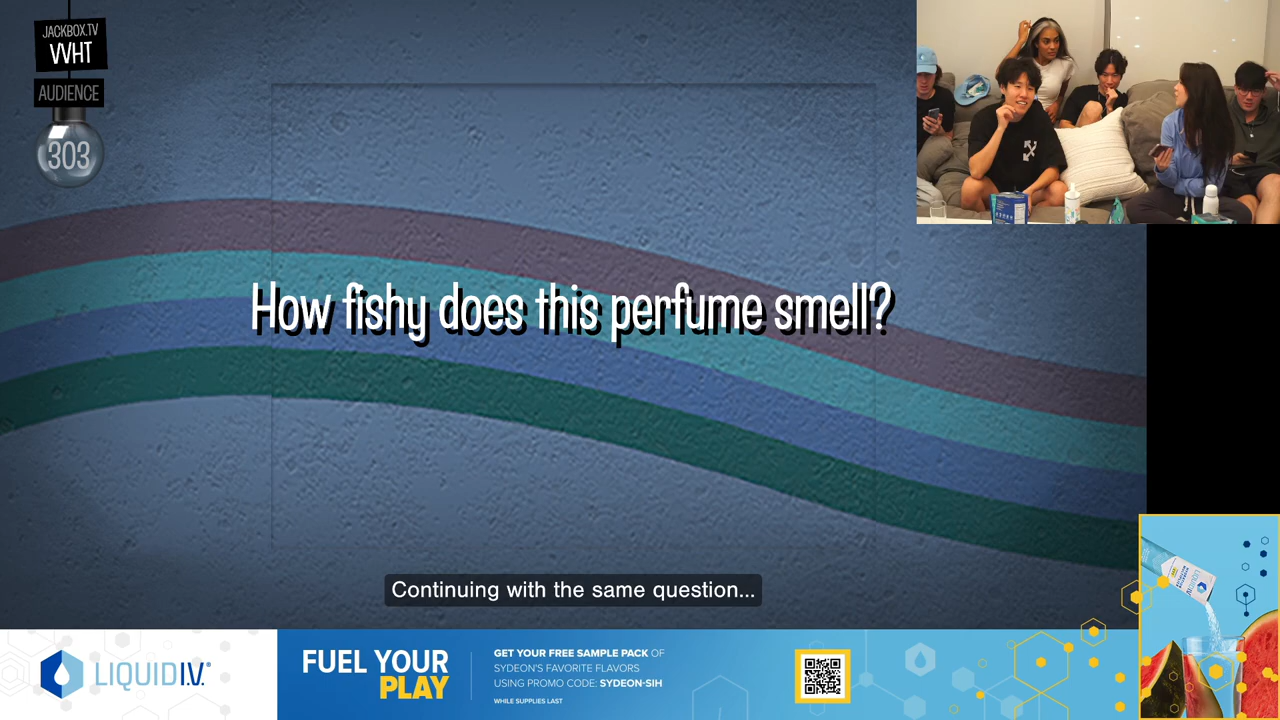 JACKBOX.TV
VVHT
AUDIENCE
303
How fishy does this perfume smell?
Continuing with the same question...
LIQUID I.V.
FUEL YOUR
PLAY
GET YOUR FREE SAMPLE PACK OF
SYDEON'S FAVORITE FLAVORS
USING PROMO CODE: SYDEON-SIH
WHILE SUPPLIES LAST